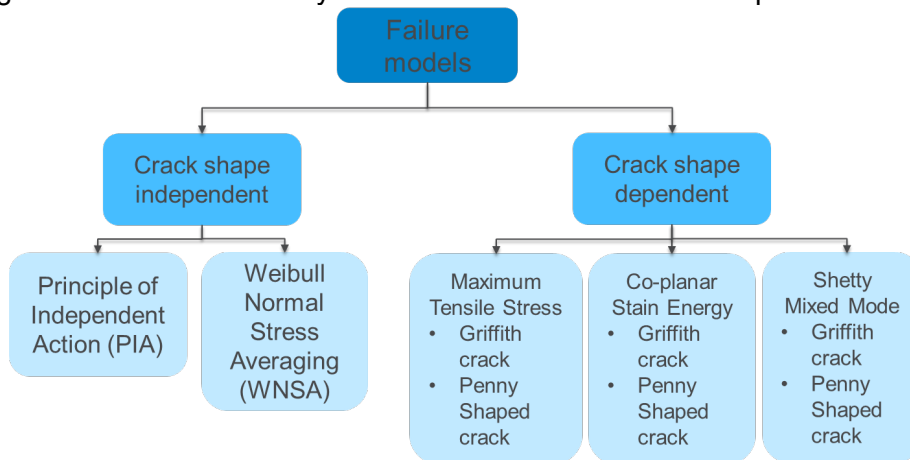 Failure
models
Crack shape
independent
Crack shape
dependent
Principle of
Independent
Action (PIA)
Weibull
Normal
Stress
Averaging
(WNSA)
Maximum
Tensile Stress
• Griffith
crack
• Penny
Shaped
crack
Co-planar
Stain Energy
• Griffith
crack
• Penny
Shaped
crack
Shetty
Mixed Mode
• Griffith
crack
• Penny
Shaped
crack